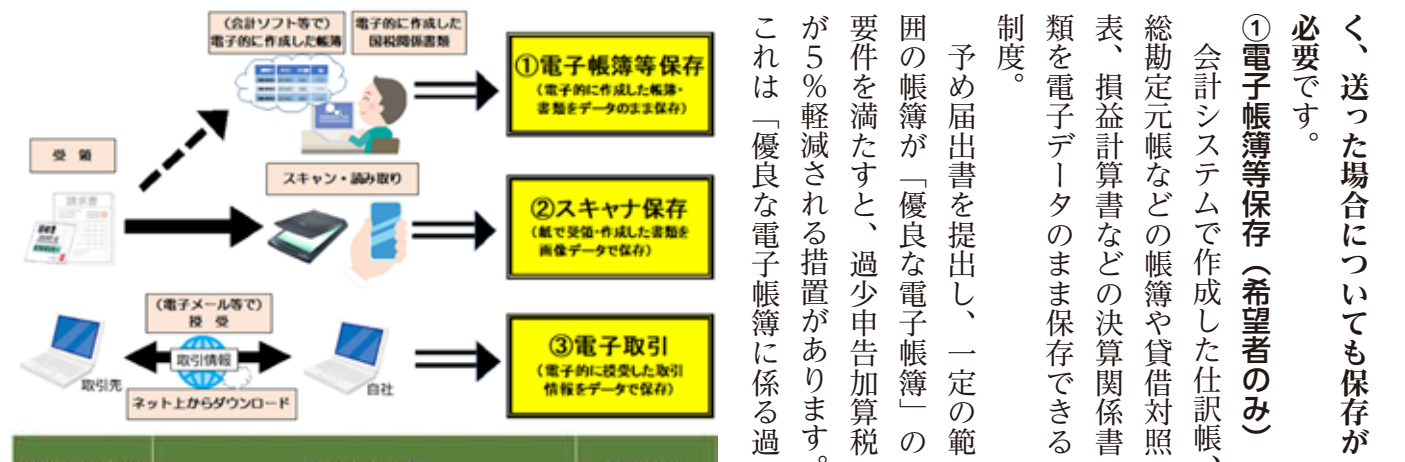 く、送った場合についても保存が
必要です。
①電子帳簿等保存（希望者のみ）
会計システムで作成した仕訳帳、
総勘定元帳などの帳簿や貸借対照
表、損益計算書などの決算関係書
類を電子データのまま保存できる
制度。
予め届出書を提出し、一定の範
囲の帳簿が「優良な電子帳簿」の
要件を満たすと、過少申告加算税
が５％軽減される措置があります。
これは「優良な電子帳簿に係る過
（会計ソフト等で）
電子的に作成した帳簿
電子的に作成した
国税関係書類
①電子帳簿等保存
（電子的に作成した帳簿・
書類をデータのまま保存）
受 領
請求書
スキャン・読み取り
②スキャナ保存
（紙で受領・作成した書類を
画像データで保存）
（電子メール等で）
授 受
取引情報
取引先
自社
ネット上からダウンロード
③電子取引
（電子的に授受した取引
情報をデータで保存）